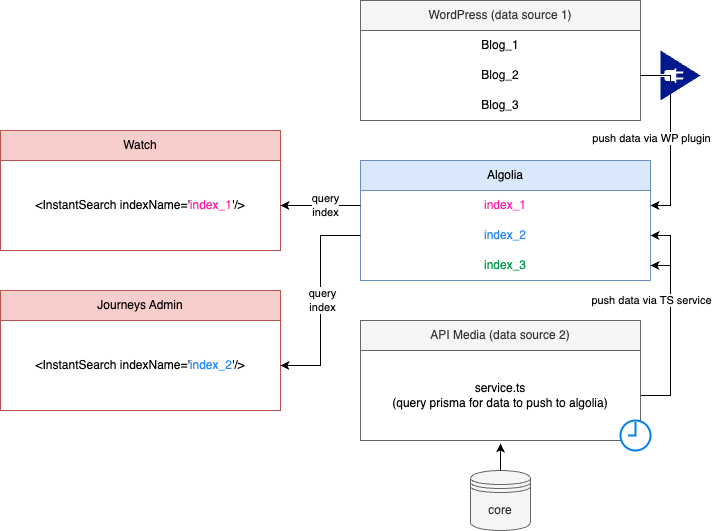 WordPress (data source 1)
Blog_1
Blog_2
Blog_3
push data via WP plugin
Watch
<InstantSearch indexName='index_1'/>
query
index
Algolia
index_1
index_2
index_3
query
index
push data via TS service
Journeys Admin
<InstantSearch indexName='index_2'/>
API Media (data source 2)
service.ts
(query prisma for data to push to algolia)
core